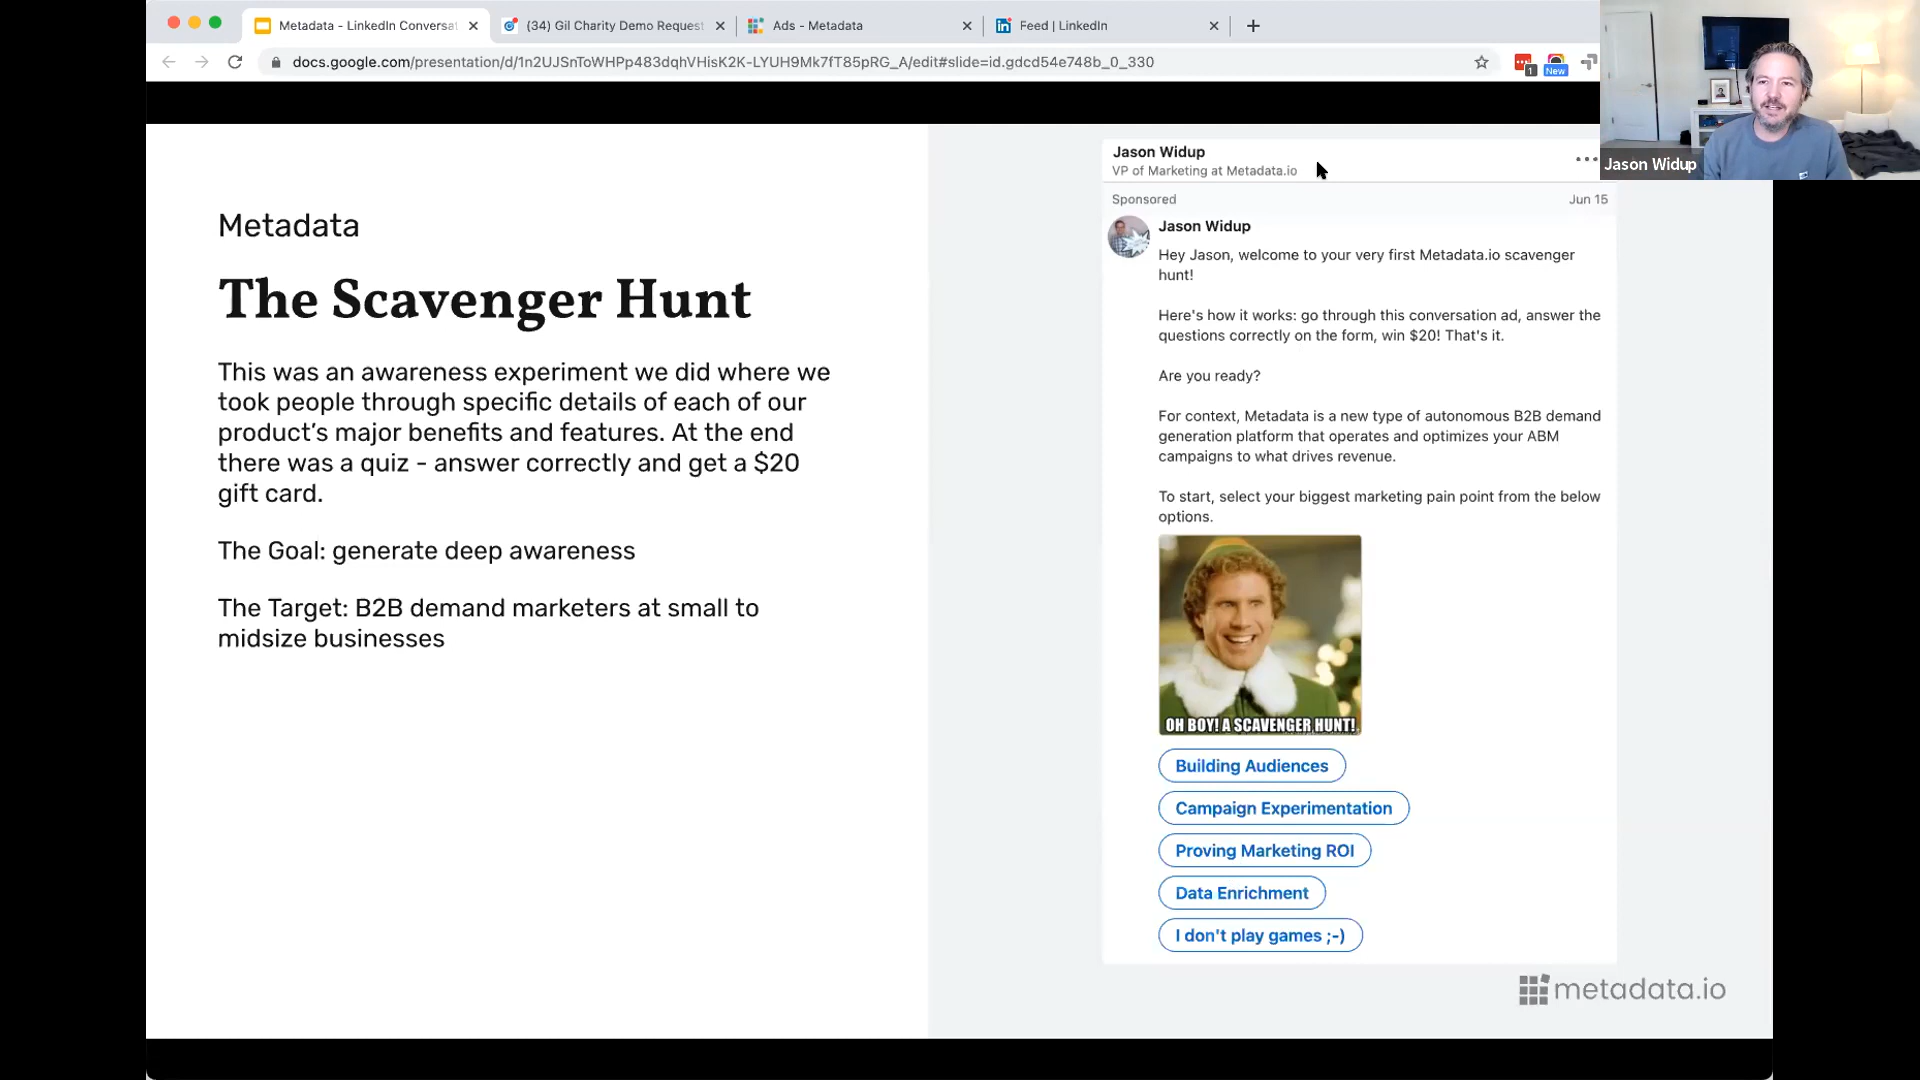 Metadata - LinkedIn Conversat
(34) Gil Charity Demo Request
Ads - Metadata
Feed | LinkedIn
docs.google.com/presentation/d/1n2UJSnToWHPp483dqhVHisK2K-LYUH9Mk7fT85pRG_A/edit#slide=id.gdcd54e748b_0_330
1
New
Jason Widup
Metadata
The Scavenger Hunt
This was an awareness experiment we did where we
took people through specific details of each of our
product’s major benefits and features. At the end
there was a quiz - answer correctly and get a $20
gift card.
The Goal: generate deep awareness
The Target: B2B demand marketers at small to
midsize businesses
Jason Widup
VP of Marketing at Metadata.io
Sponsored
Jun 15
Jason Widup
Hey Jason, welcome to your very first Metadata.io scavenger
hunt!
Here's how it works: go through this conversation ad, answer the
questions correctly on the form, win $20! That's it.
Are you ready?
For context, Metadata is a new type of autonomous B2B demand
generation platform that operates and optimizes your ABM
campaigns to what drives revenue.
To start, select your biggest marketing pain point from the below
options.
OH BOY! A SCAVENGER HUNT!
Building Audiences
Campaign Experimentation
Proving Marketing ROI
Data Enrichment
I don't play games ;-)
metadata.io